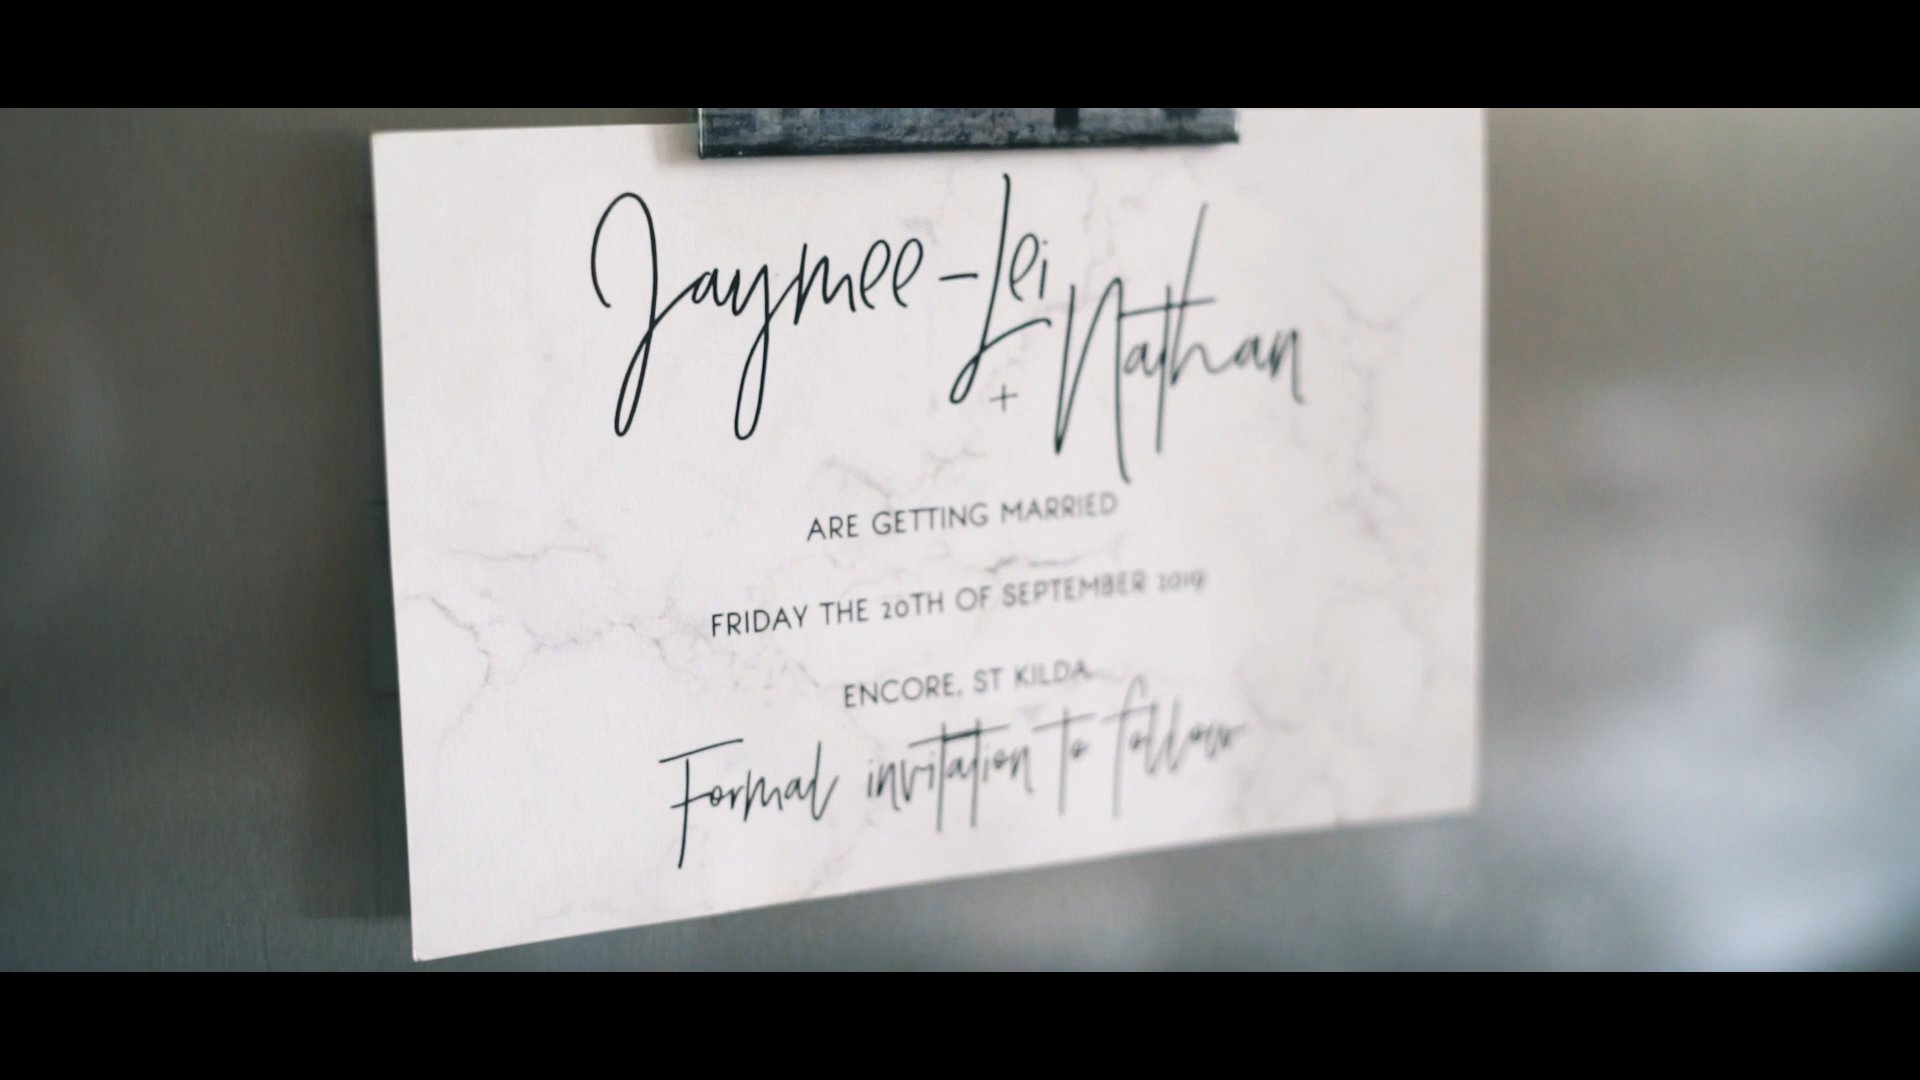 Jaymee-Lei
+ Nathan
ARE GETTING MARRIED
FRIDAY THE 20TH OF SEPTEMBER 2019
ENCORE, ST KILDA
Formal invitation to follow